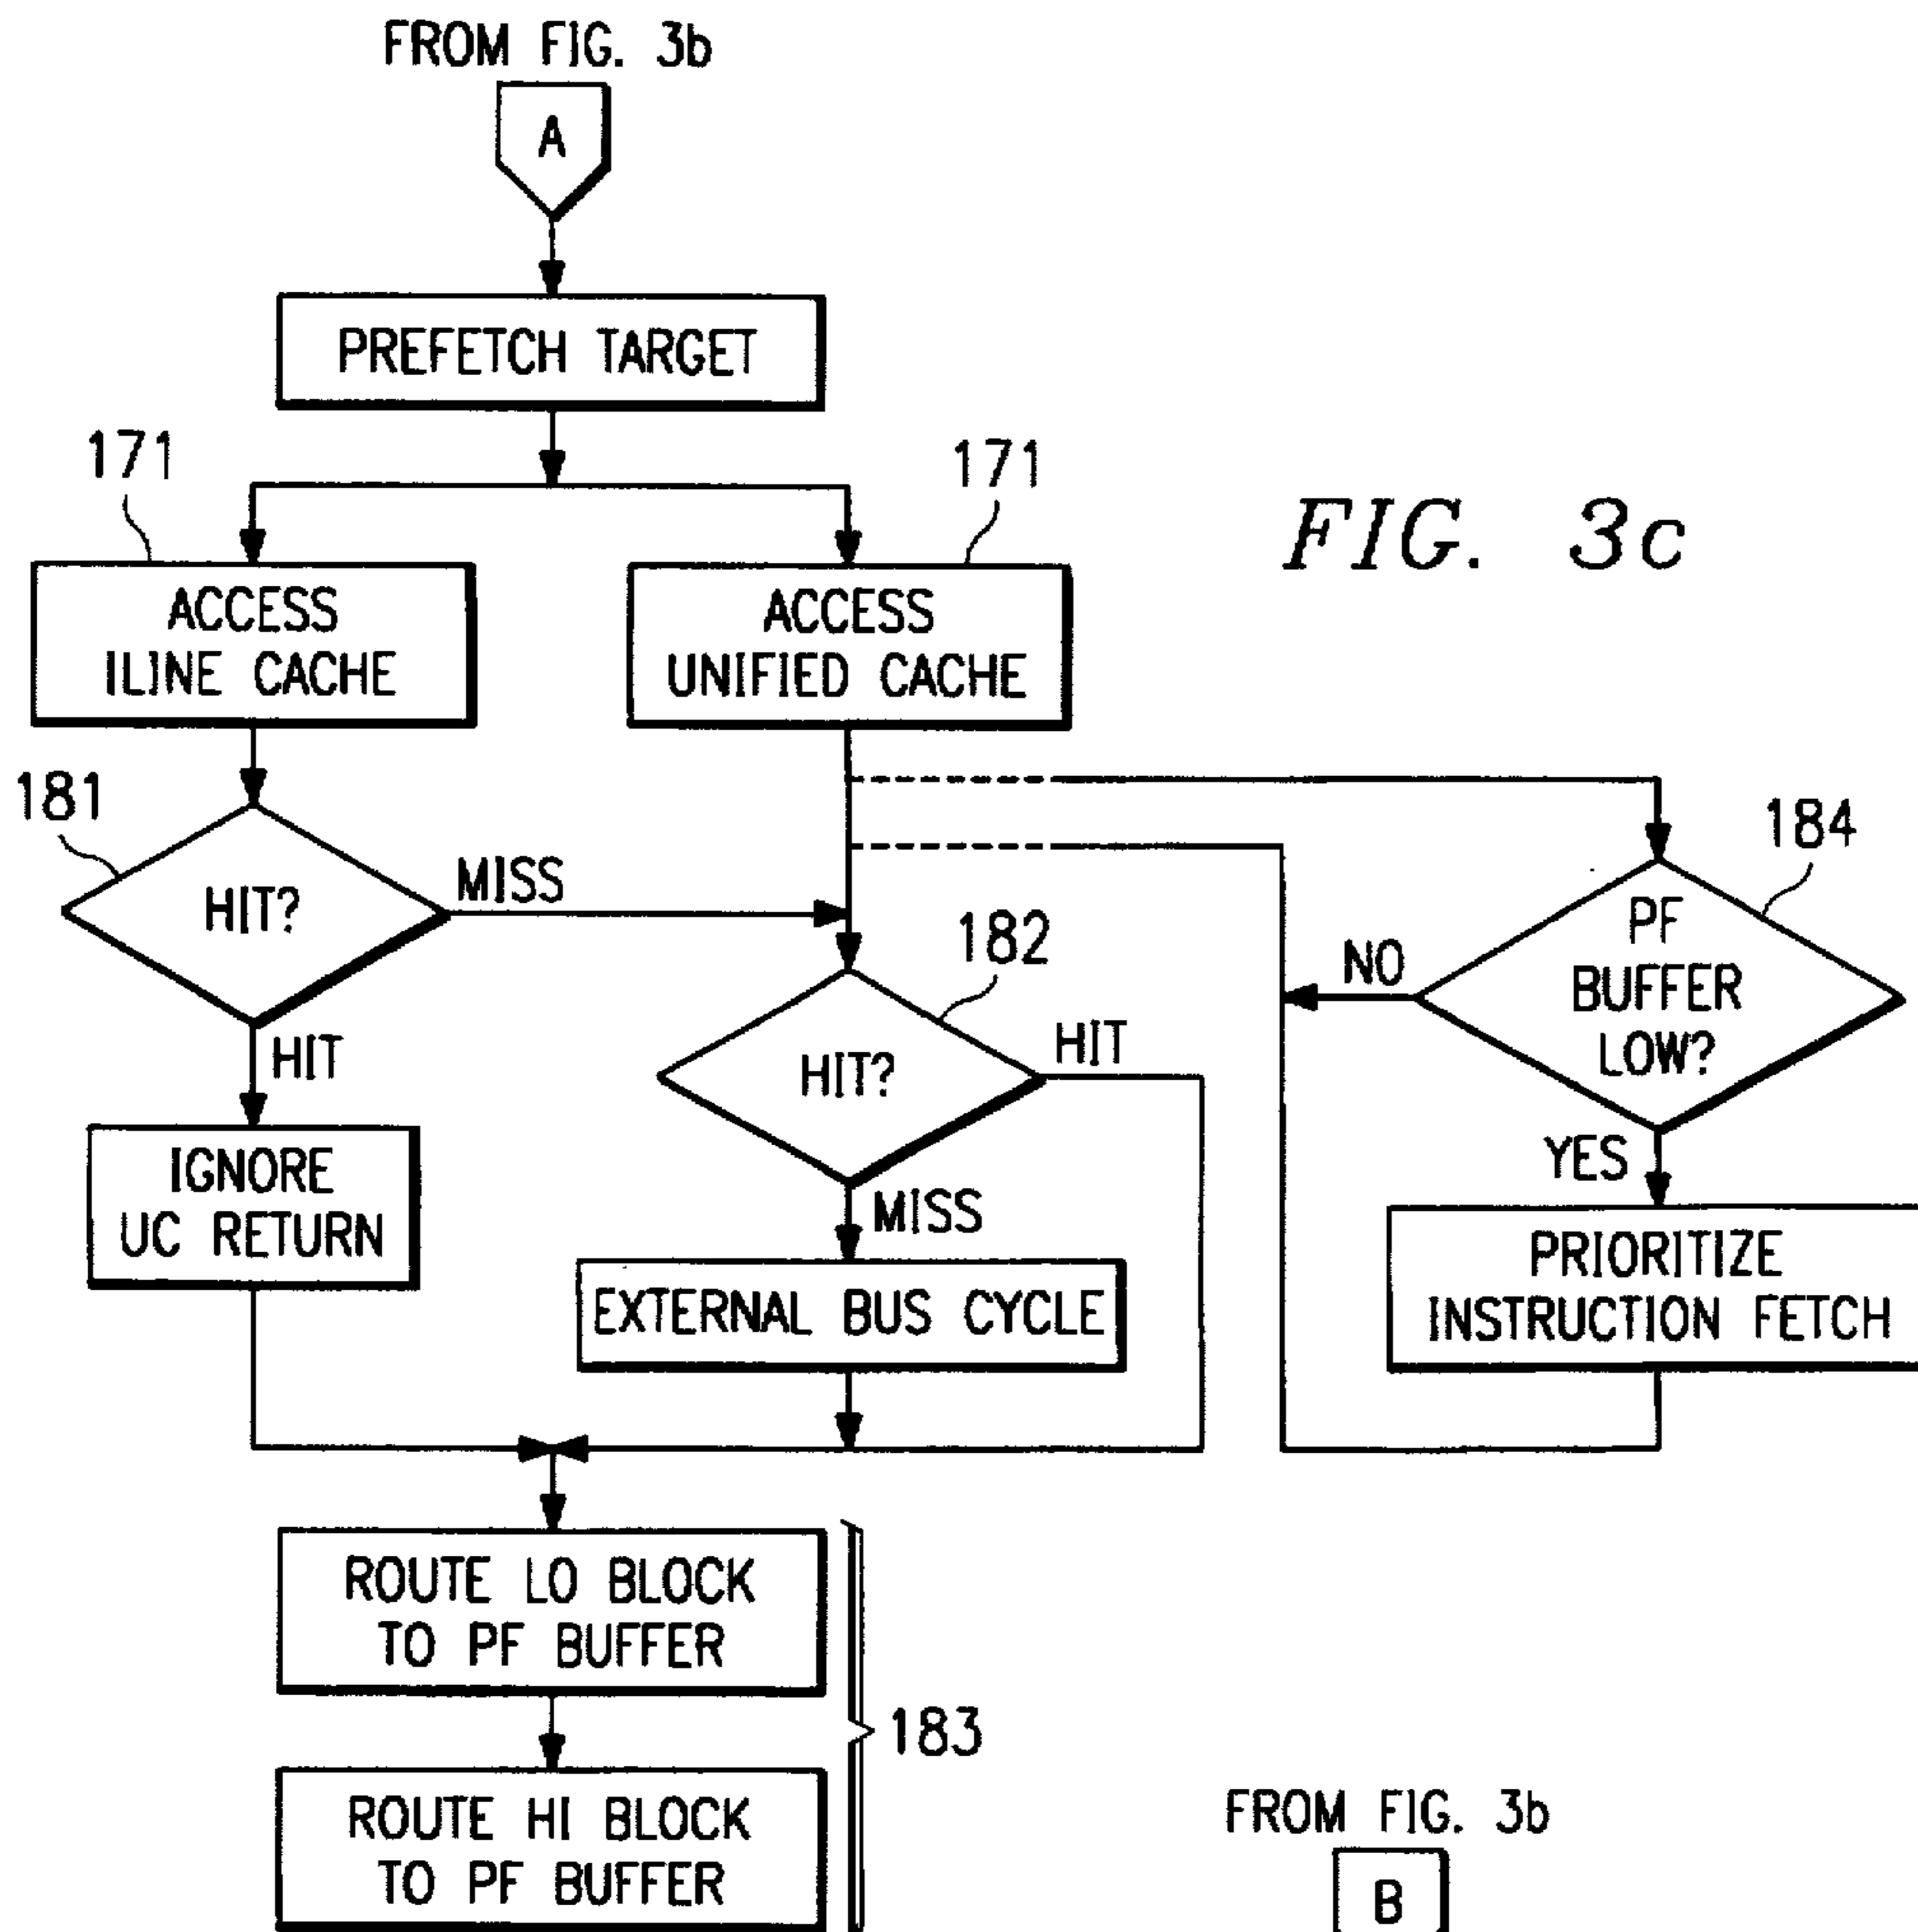 FROM FIG. 3b
A
PREFETCH TARGET
171
171
FIG. 3c
ACCESS
ILINE CACHE
ACCESS
UNIFIED CACHE
181
HIT?
MISS
HIT
184
PF
BUFFER
LOW?
NO
YES
182
HIT?
HIT
MISS
IGNORE
UC RETURN
EXTERNAL BUS CYCLE
PRIORITIZE
INSTRUCTION FETCH
ROUTE LO BLOCK
TO PF BUFFER
183
ROUTE HI BLOCK
TO PF BUFFER
FROM FIG. 3b
B